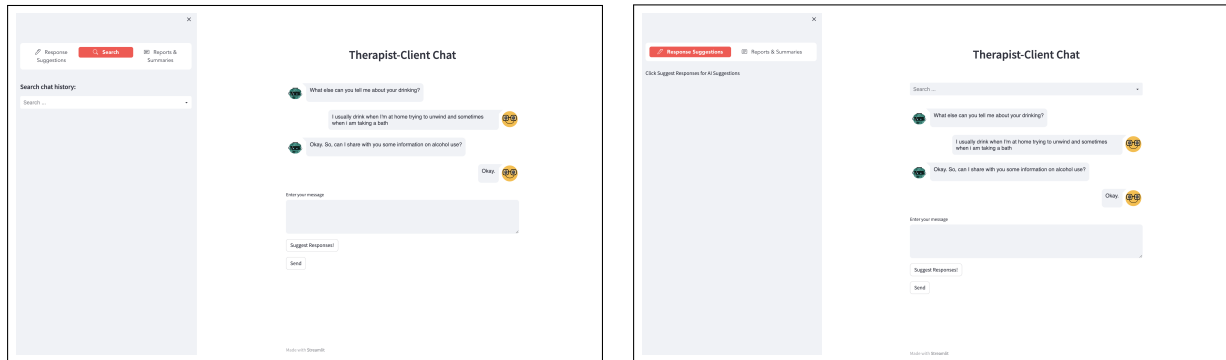 ×
Response
Suggestions
Search
Reports &
Summaries
Search chat history:
Search ...
Therapist-Client Chat
What else can you tell me about your drinking?
I usually drink when I'm at home trying to unwind and sometimes
when i am taking a bath
Okay. So, can I share with you some information on alcohol use?
Okay.
Enter your message
Suggest Responses!
Send
Made with Streamlit
×
Response Suggestions
Reports & Summaries
Click Suggest Responses for AI Suggestions
Therapist-Client Chat
Search ...
What else can you tell me about your drinking?
I usually drink when I'm at home trying to unwind and sometimes
when i am taking a bath
Okay. So, can I share with you some information on alcohol use?
Okay.
Enter your message
Suggest Responses!
Send
Made with Streamlit